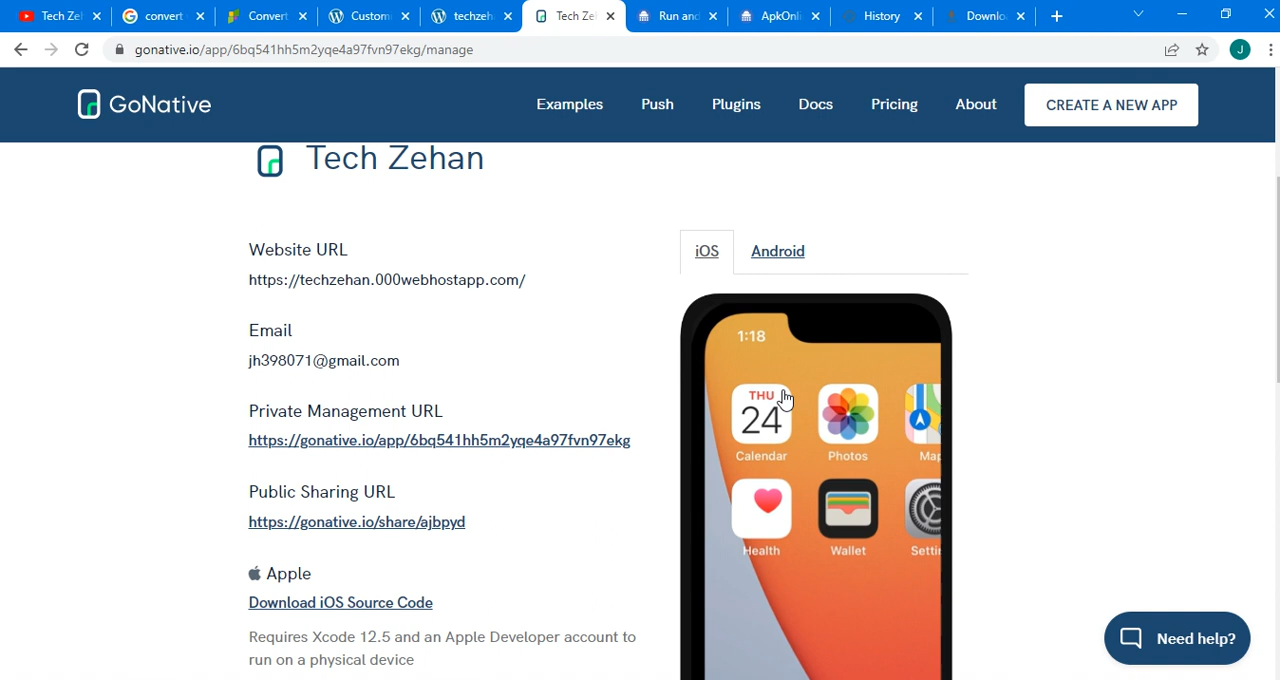 Tech Ze
convert
Convert
Custom
techzeh
Tech Ze
Run and
ApkOnli
History
Downlo
J
gonative.io/app/6bq541hh5m2yqe4a97fvn97ekg/manage
GoNative
Examples
Push
Plugins
Docs
Pricing
About
CREATE A NEW APP
Tech Zehan
Website URL
https://techzehan.000webhostapp.com/
Email
jh398071@gmail.com
Private Management URL
https://gonative.io/app/6bq541hh5m2yqe4a97fvn97ekg
Public Sharing URL
https://gonative.io/share/ajbpyd
Apple
Download iOS Source Code
Requires Xcode 12.5 and an Apple Developer account to
run on a physical device
iOS
Android
1:18
THU
24
Calendar
Photos
Map
Health
Wallet
Setti
Need help?